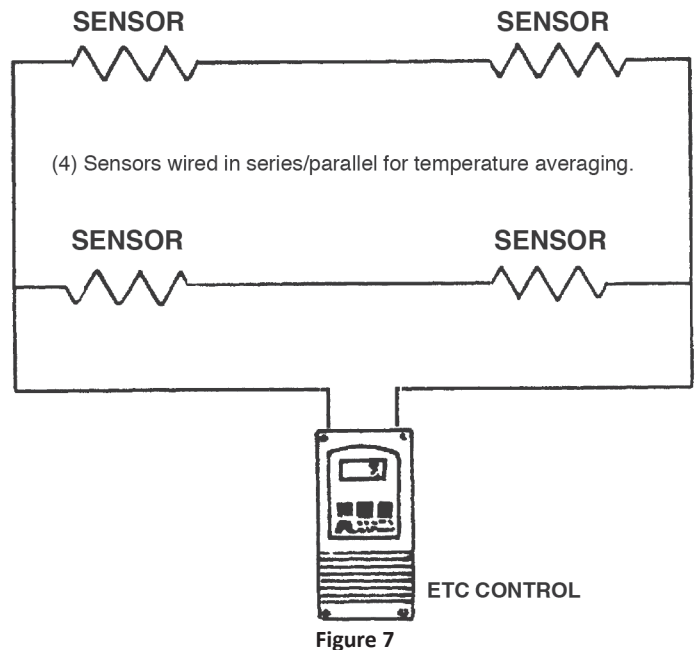 SENSOR SENSOR
(4) Sensors wired in series/parallel for temperature averaging.
SENSOR SENSOR
ETC CONTROL
Figure 7